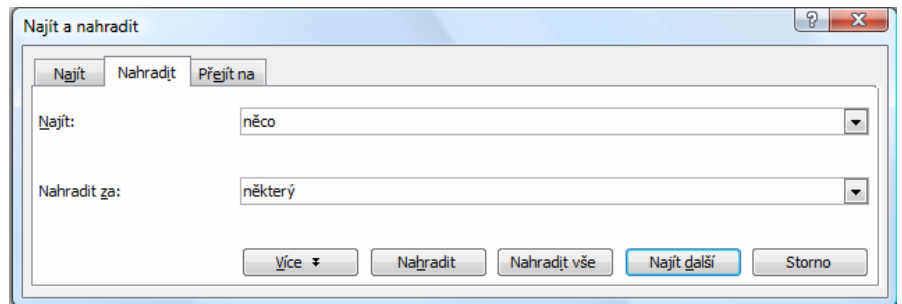 Najít a nahradit
Najít Nahradit Přejít na
Najít: něco
Nahradit za: některý
Více Nahradit Nahradit vše Najít další Storno